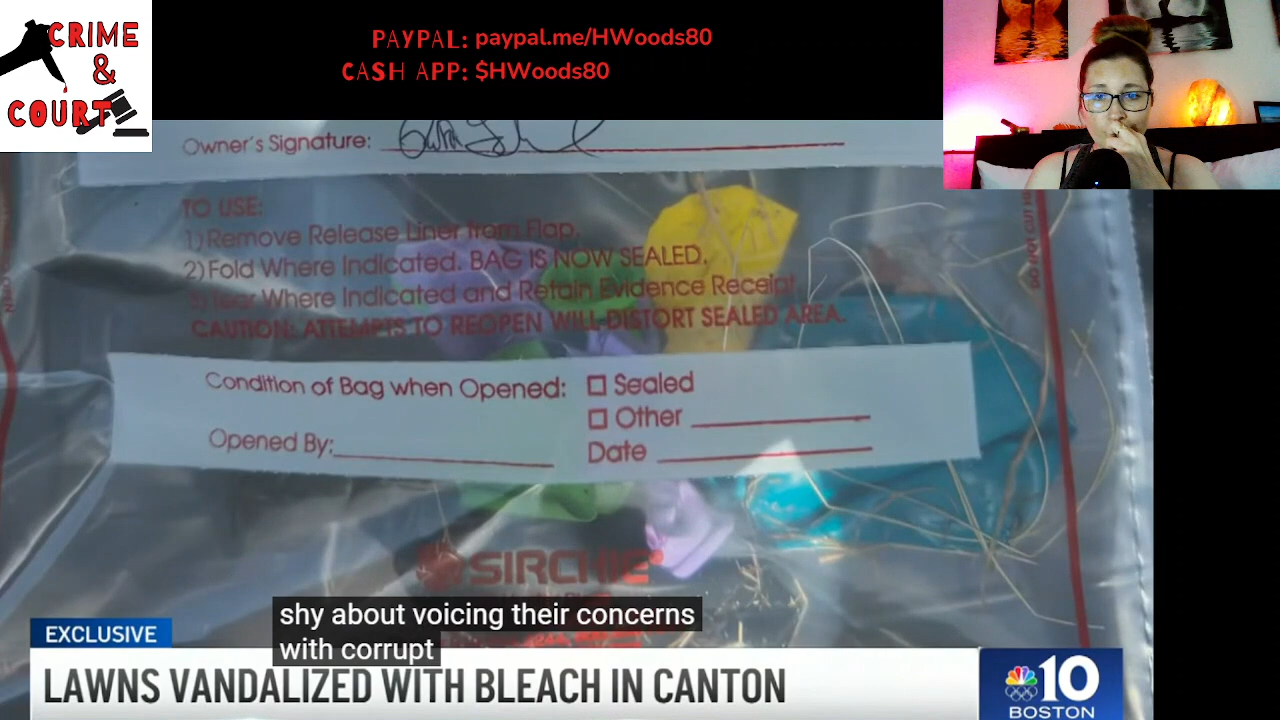 CRIME
&
COURT
PAYPAL: paypal.me/HWoods80
CASH APP: $HWoods80
Owner's Signature:
TO USE:
1) Remove Release Liner from Flap.
2) Fold Where Indicated. BAG IS NOW SEALED.
3) Tear Where Indicated and Retain Evidence Receipt
CAUTION: ATTEMPTS TO REOPEN WILL DISTORT SEALED AREA.
Condition of Bag when Opened: Sealed
Other
Opened By:
Date
SIRCHIE
shy about voicing their concerns
with corrupt
EXCLUSIVE
LAWNS VANDALIZED WITH BLEACH IN CANTON
10
BOSTON